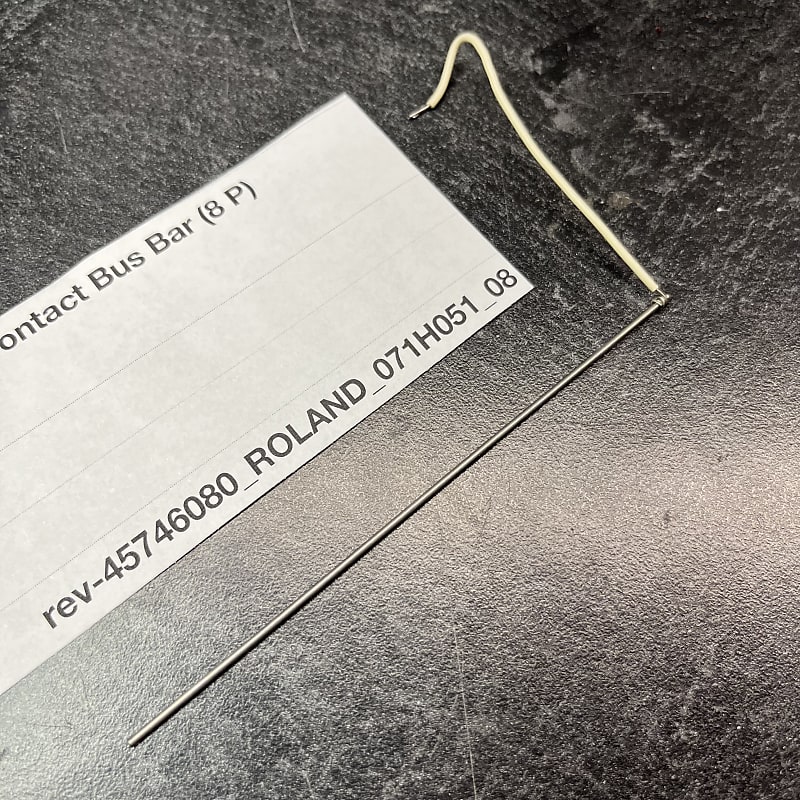 ontact Bus Bar (8 P)
rev-45746080_ROLAND_071H051_08